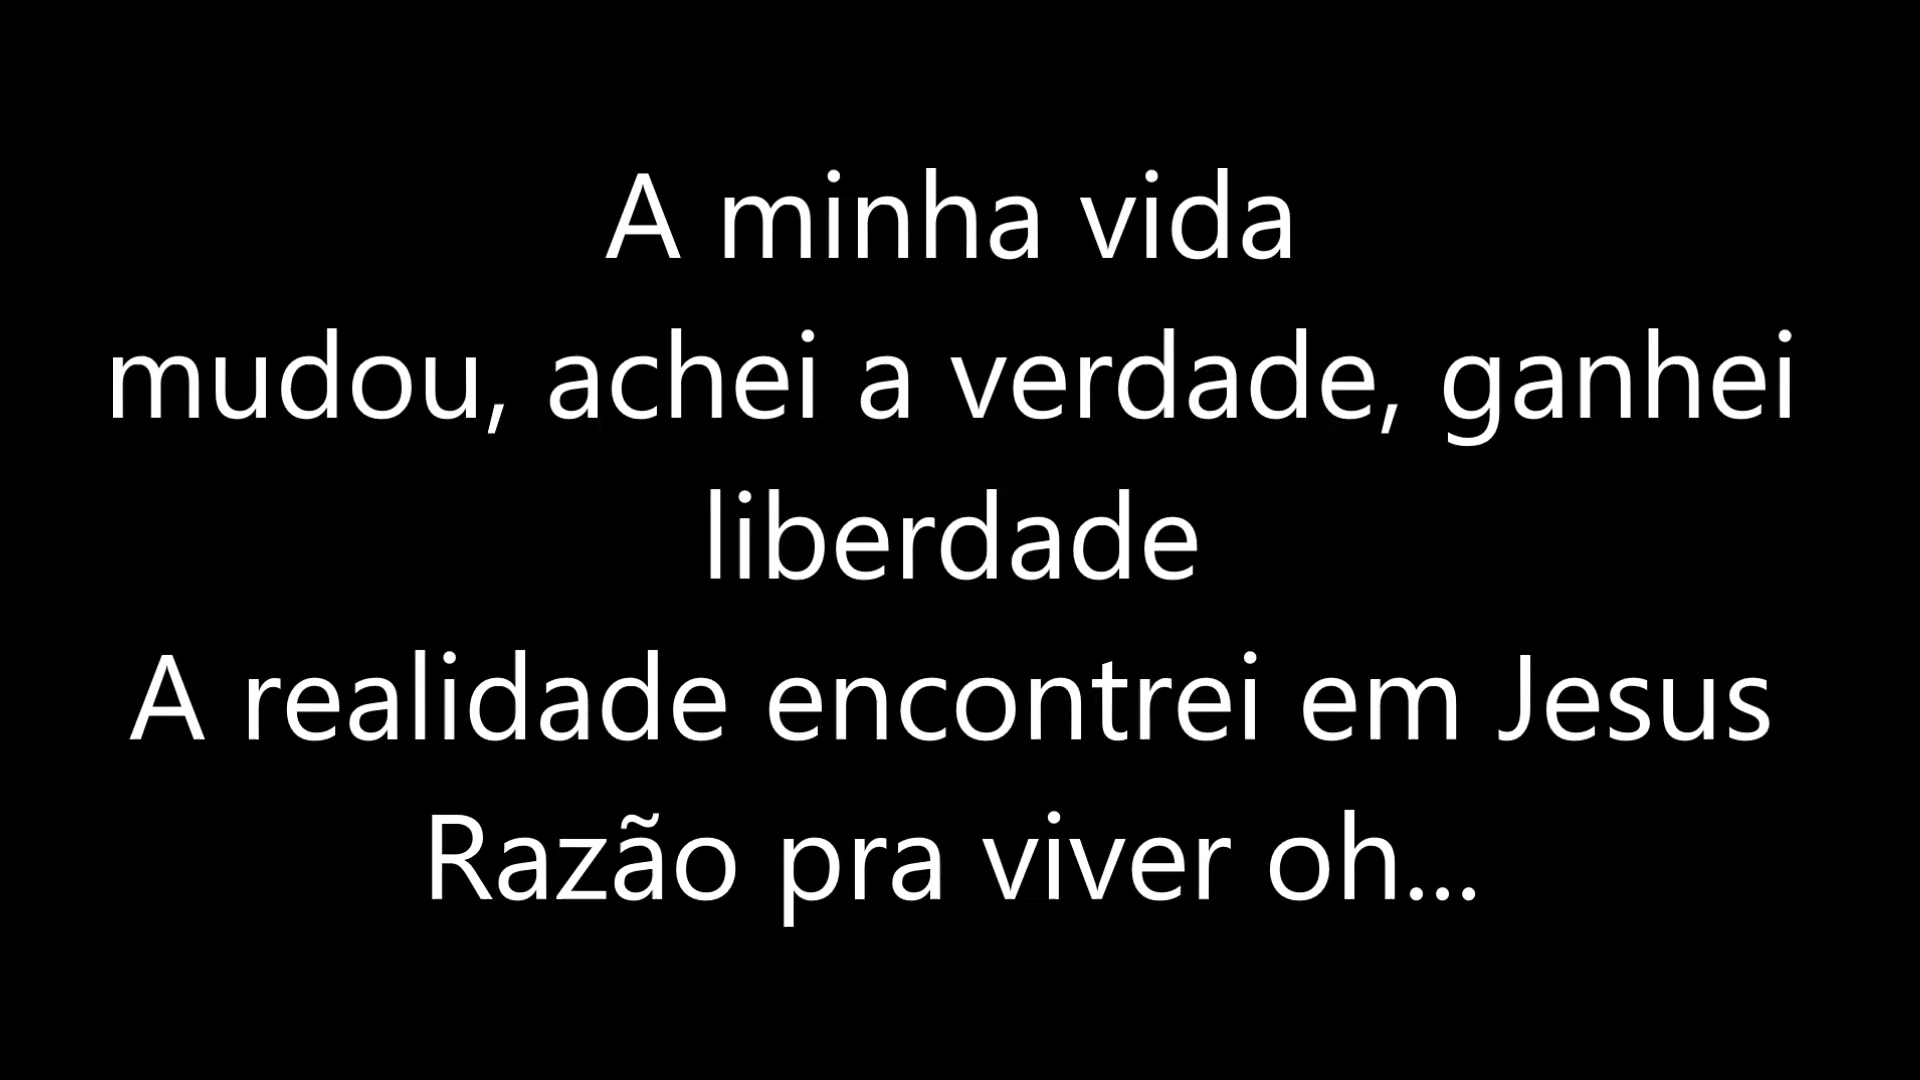 A minha vida
mudou, achei a verdade, ganhei
liberdade
A realidade encontrei em Jesus
Razão pra viver oh...